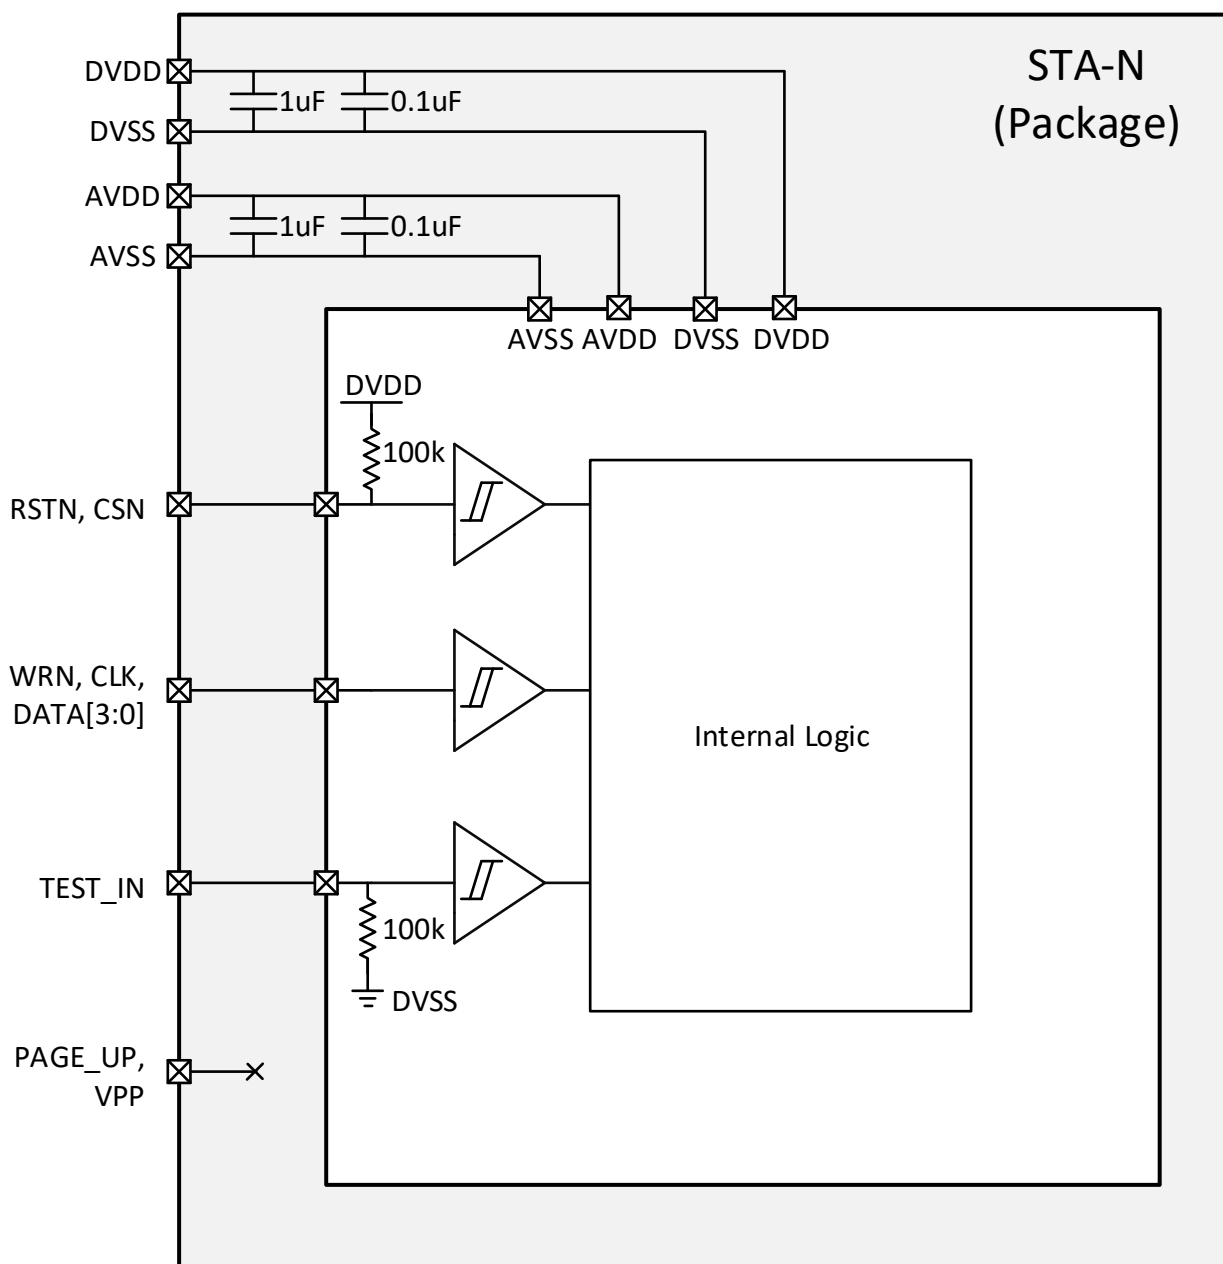 STA-N
(Package)
DVDD
1uF
0.1uF
DVSS
AVDD
1uF
0.1uF
AVSS
AVSS AVDD DVSS DVDD
DVDD
100k
RSTN, CSN
WRN, CLK,
DATA[3:0]
Internal Logic
TEST_IN
100k
DVSS
PAGE_UP,
VPP